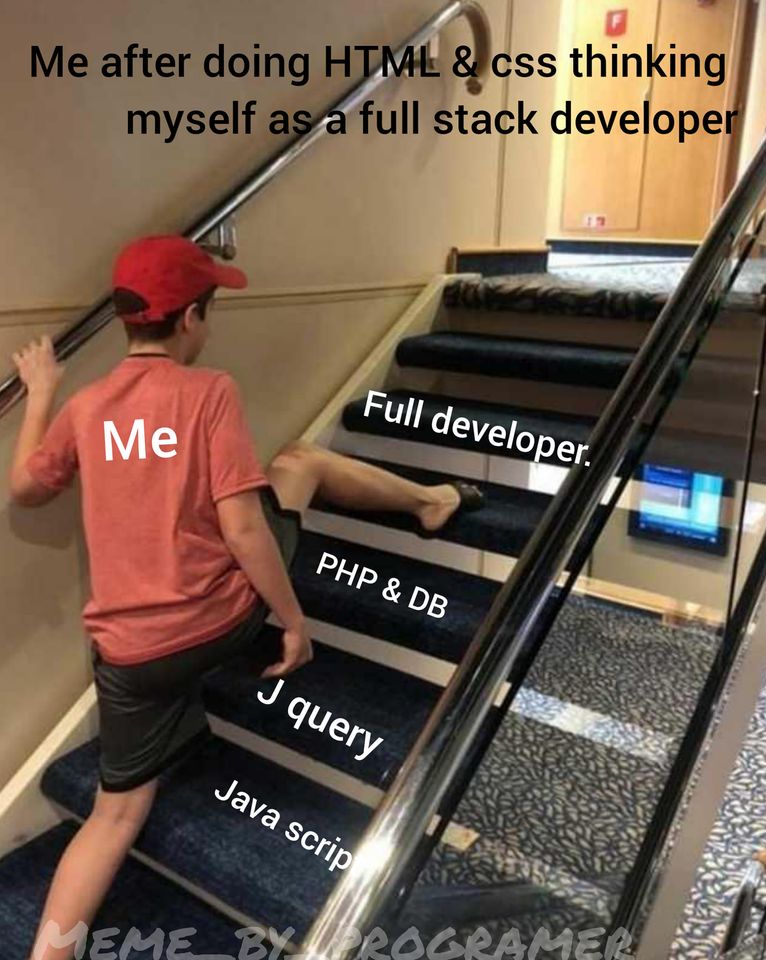 Me after doing HTML & css thinking
myself as a full stack developer
F
Me
Full developer.
PHP & DB
J query
Java scrip
MEME_BY_PROGRAMER